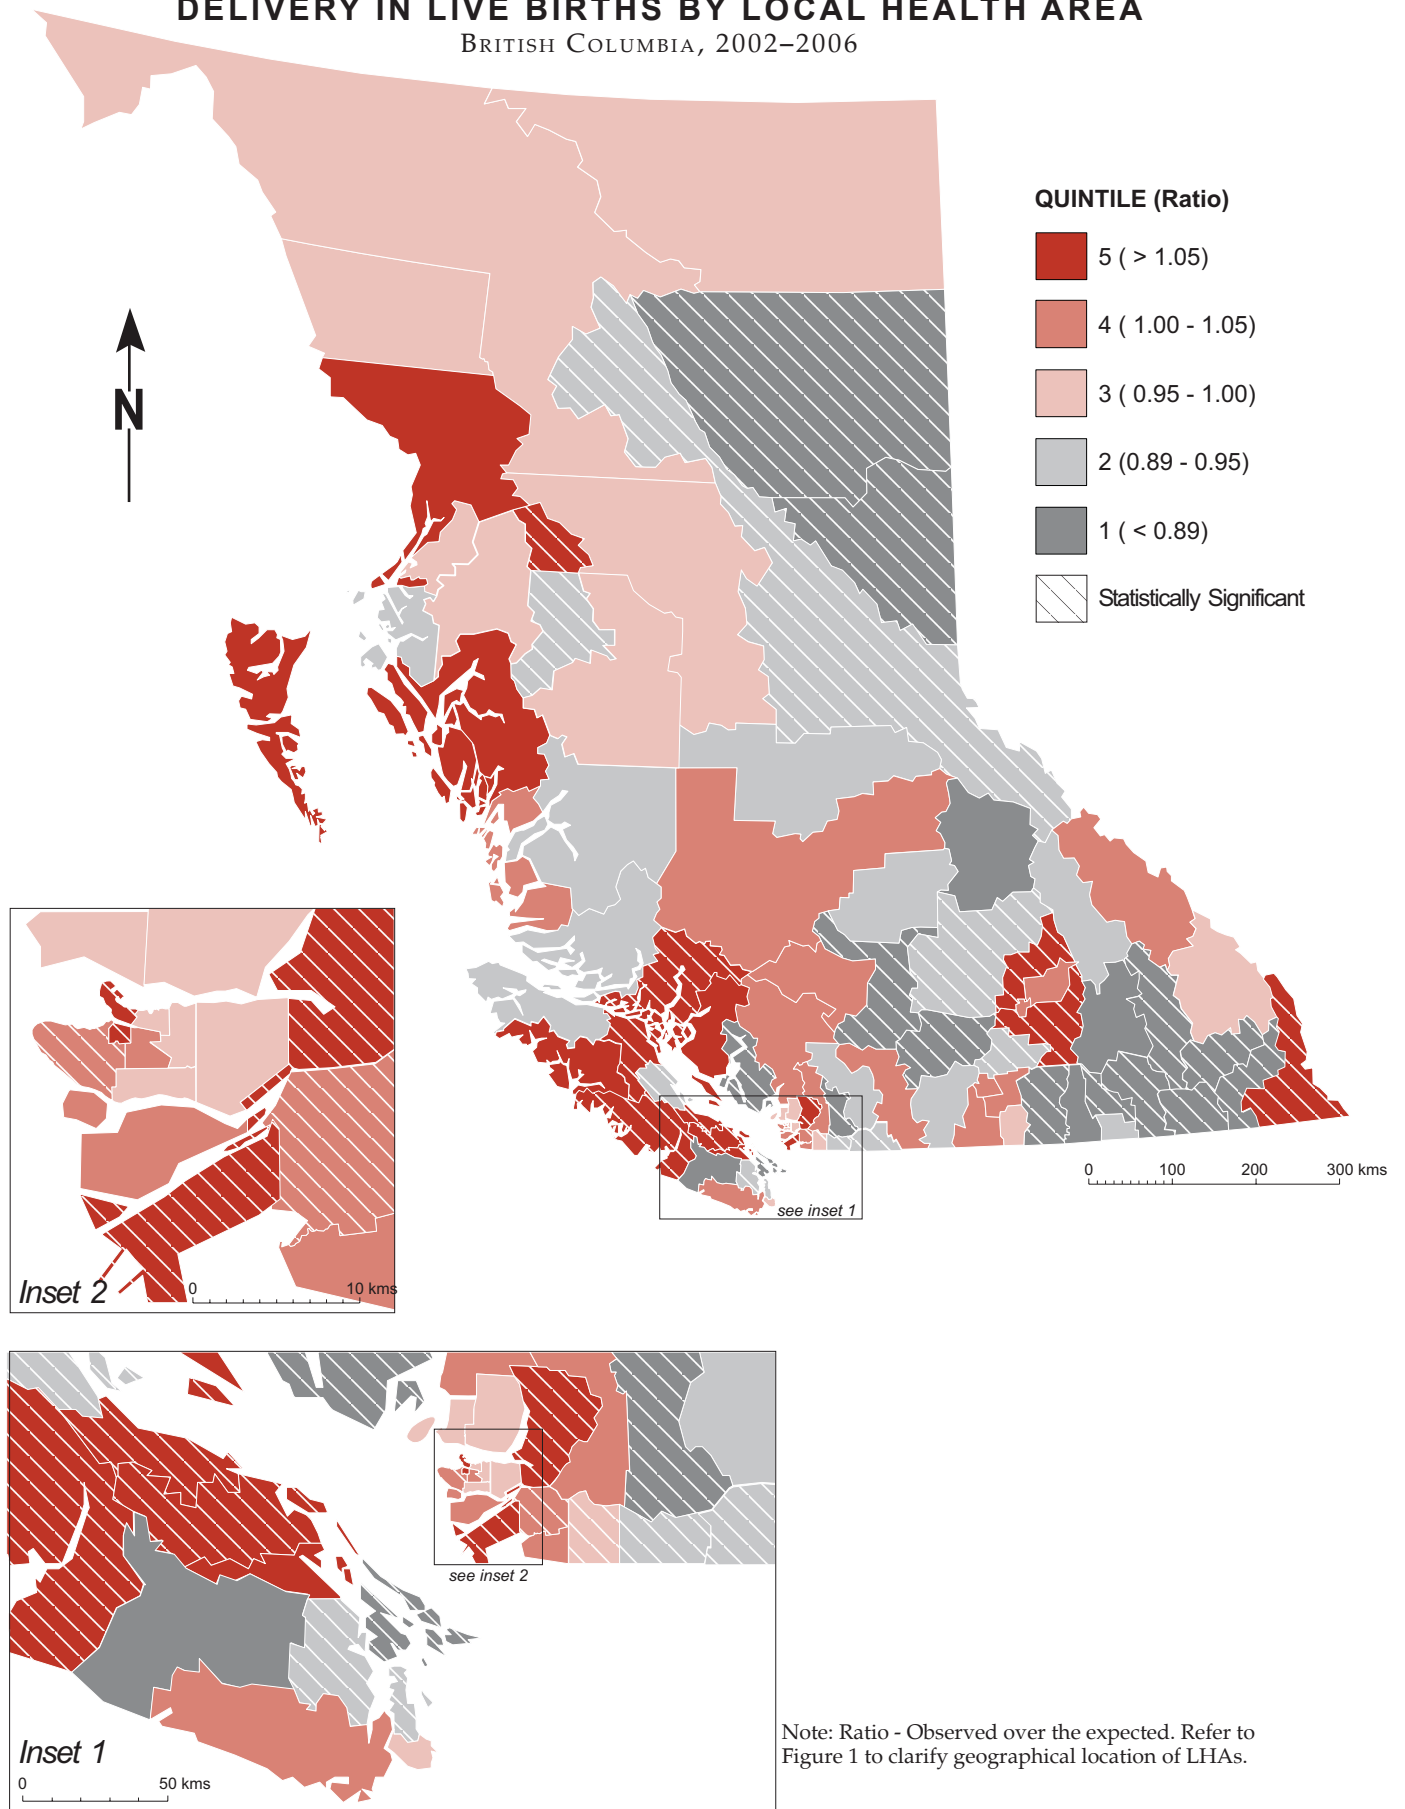 DELIVERY IN LIVE BIRTHS BY LOCAL HEALTH AREA
BRITISH COLUMBIA, 2002–2006
QUINTILE (Ratio)
5 ( > 1.05)
4 ( 1.00 - 1.05)
3 ( 0.95 - 1.00)
2 (0.89 - 0.95)
1 ( < 0.89)
Statistically Significant
N
0 100 200 300 kms
see inset 1
Inset 2
0 10 kms
see inset 2
Inset 1
0 50 kms
Note: Ratio - Observed over the expected. Refer to
Figure 1 to clarify geographical location of LHAs.